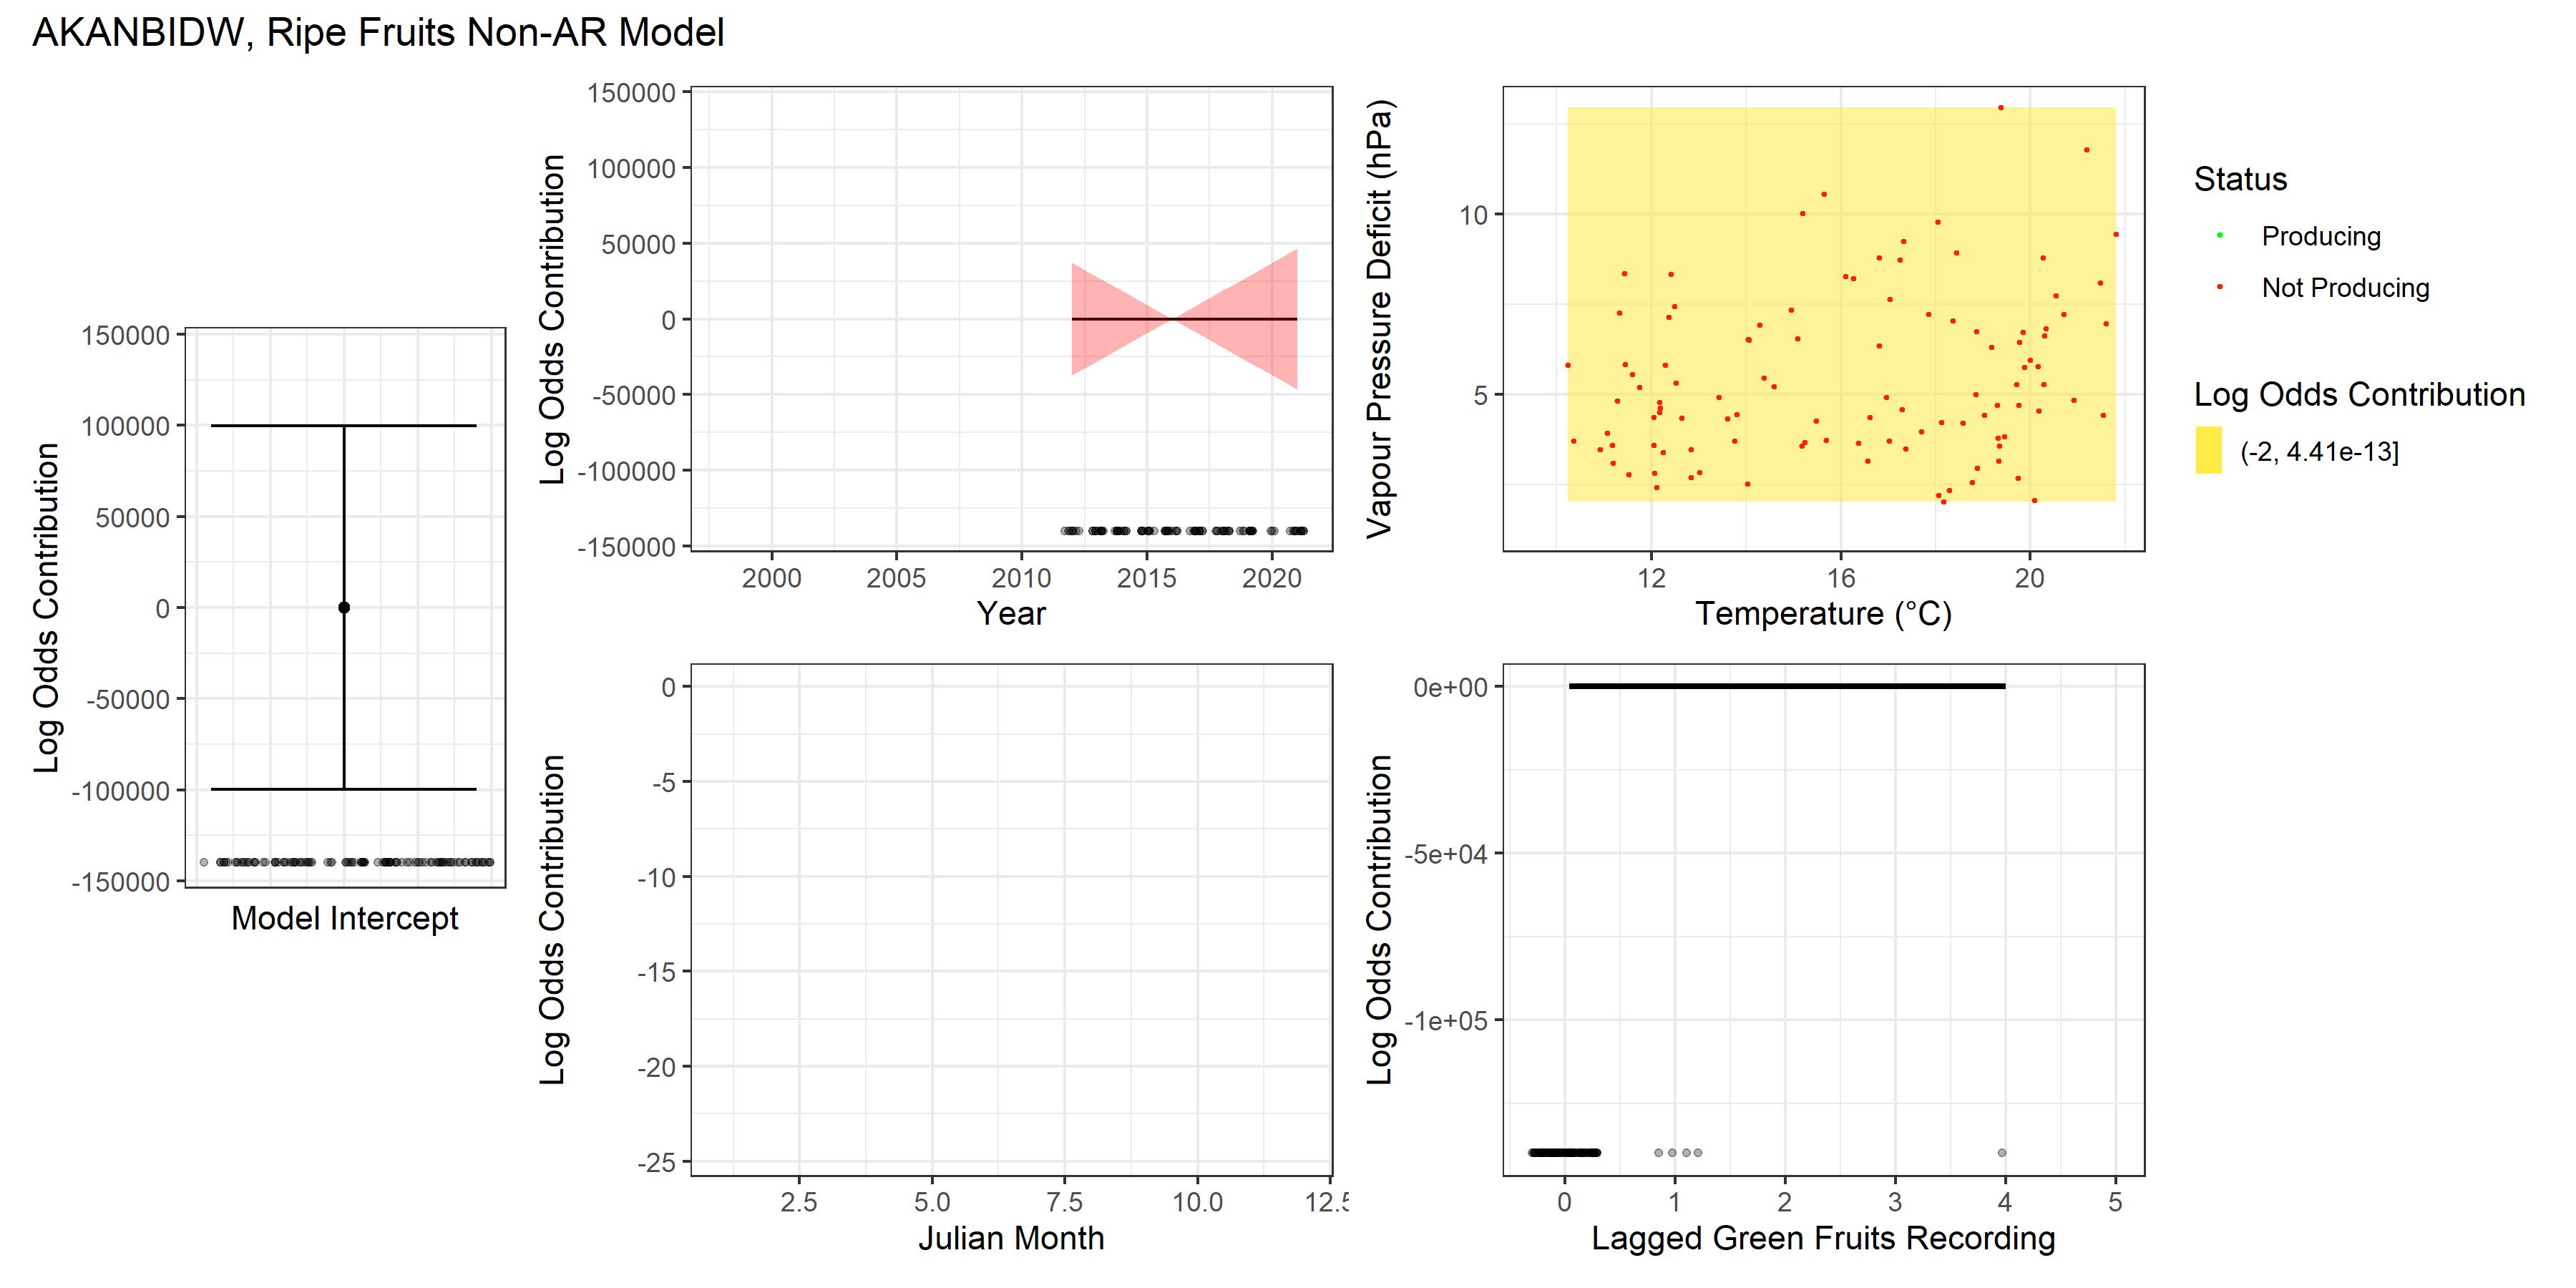 AKANBIDW, Ripe Fruits Non-AR Model
Log Odds Contribution
150000
100000
50000
0
-50000
-100000
-150000
Model Intercept
Log Odds Contribution
150000
100000
50000
0
-50000
-100000
-150000
2000
2005
2010
2015
2020
Year
Vapour Pressure Deficit (hPa)
10
5
12
16
20
Temperature (°C)
Status
Producing
Not Producing
Log Odds Contribution
(-2, 4.41e-13]
Log Odds Contribution
0
-5
-10
-15
-20
-25
2.5
5.0
7.5
10.0
12.5
Julian Month
Log Odds Contribution
0e+00
-5e+04
-1e+05
0
1
2
3
4
5
Lagged Green Fruits Recording